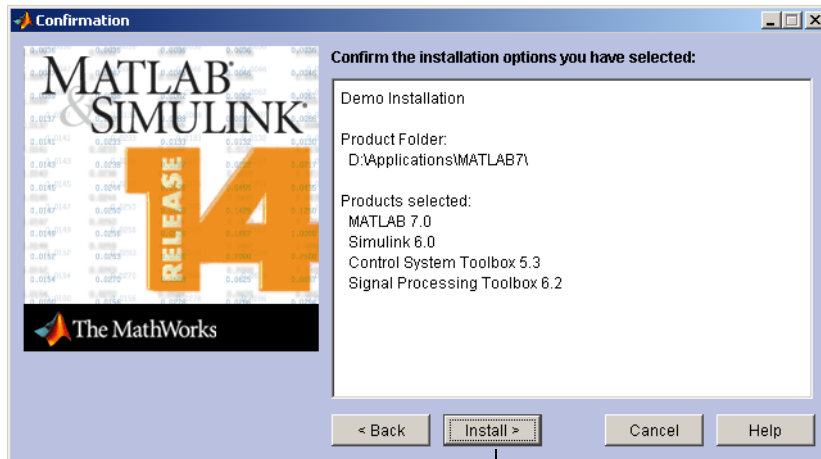 Confirmation
MATLAB®
&SIMULINK®
RELEASE
14
The MathWorks
Confirm the installation options you have selected:
Demo Installation
Product Folder:
D:\Applications\MATLAB7\
Products selected:
MATLAB 7.0
Simulink 6.0
Control System Toolbox 5.3
Signal Processing Toolbox 6.2
< Back
Install >
Cancel
Help